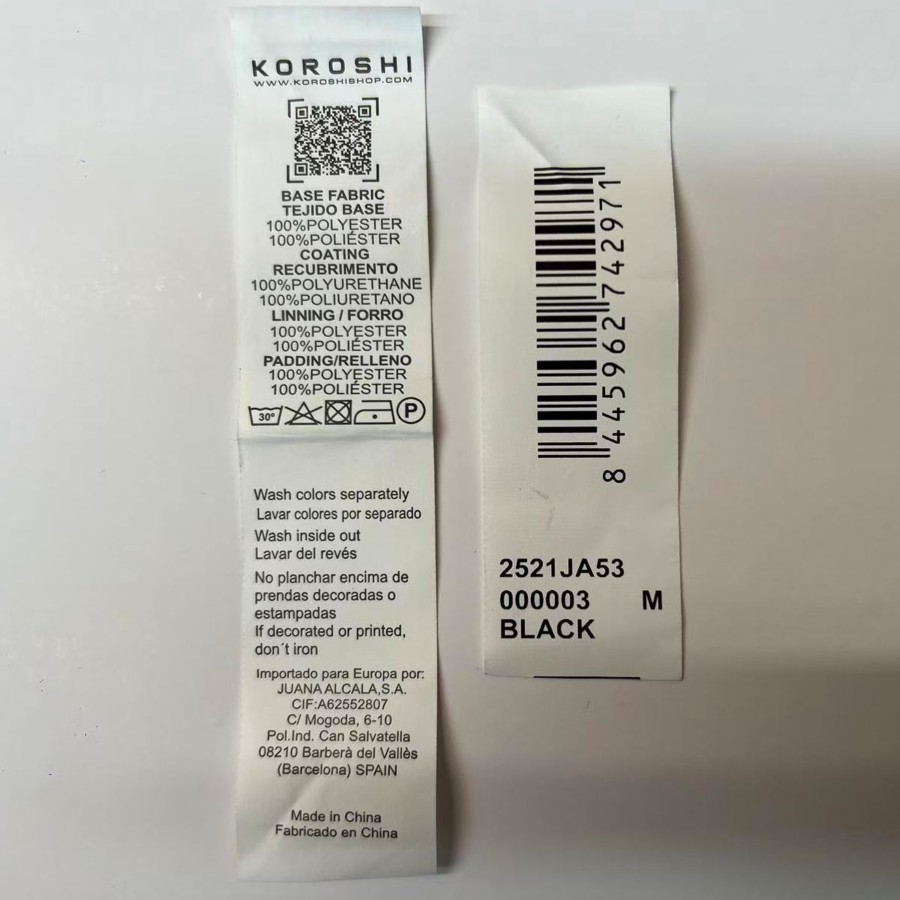 KOROSHI
WWW.KOROSHISHOP.COM
BASE FABRIC
TEJIDO BASE
100%POLYESTER
100%POLIÉSTER
COATING
RECUBRIMENTO
100%POLYURETHANE
100%POLIURETANO
LINNING / FORRO
100%POLYESTER
100%POLIÉSTER
PADDING/RELLENO
100%POLYESTER
100%POLIÉSTER
30º P
Wash colors separately
Lavar colores por separado
Wash inside out
Lavar del revés
No planchar encima de
prendas decoradas o
estampadas
If decorated or printed,
don´t iron
Importado para Europa por:
JUANA ALCALA,S.A.
CIF:A62552807
C/ Mogoda, 6-10
Pol.Ind. Can Salvatella
08210 Barberà del Vallès
(Barcelona) SPAIN
Made in China
Fabricado en China
8 445962 742971
2521JA53
000003 M
BLACK